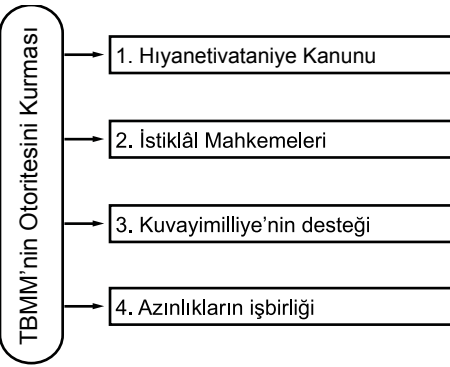 TBMM'nin Otoritesini Kurması
1. Hıyanetivataniye Kanunu
2. İstiklâl Mahkemeleri
3. Kuvayimilliye'nin desteği
4. Azınlıkların işbirliği